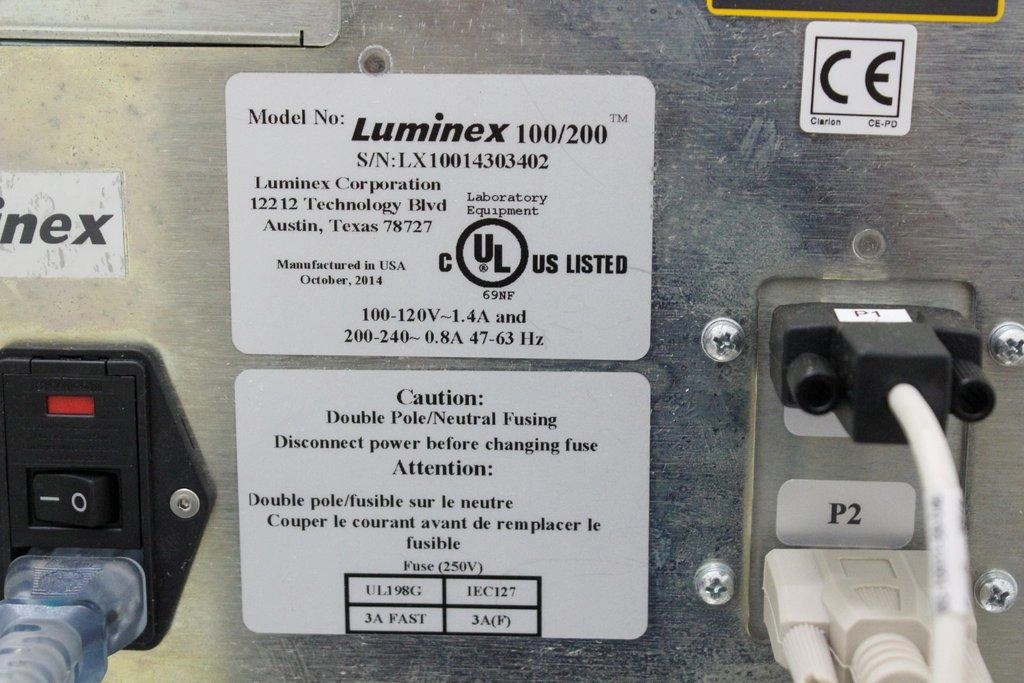 Model No: Luminex 100/200 ™
S/N:LX10014303402
Luminex Corporation
12212 Technology Blvd
Austin, Texas 78727
Laboratory
Equipment
Manufactured in USA
October, 2014
C UL ® US LISTED
69NF
100-120V~1.4A and
200-240~ 0.8A 47-63 Hz
Caution:
Double Pole/Neutral Fusing
Disconnect power before changing fuse
Attention:
Double pole/fusible sur le neutre
Couper le courant avant de remplacer le
fusible
Fuse (250V)
UL198G IEC127
3A FAST 3A(F)
inex
I O
CE
Clarion CE-PD
P1
P2